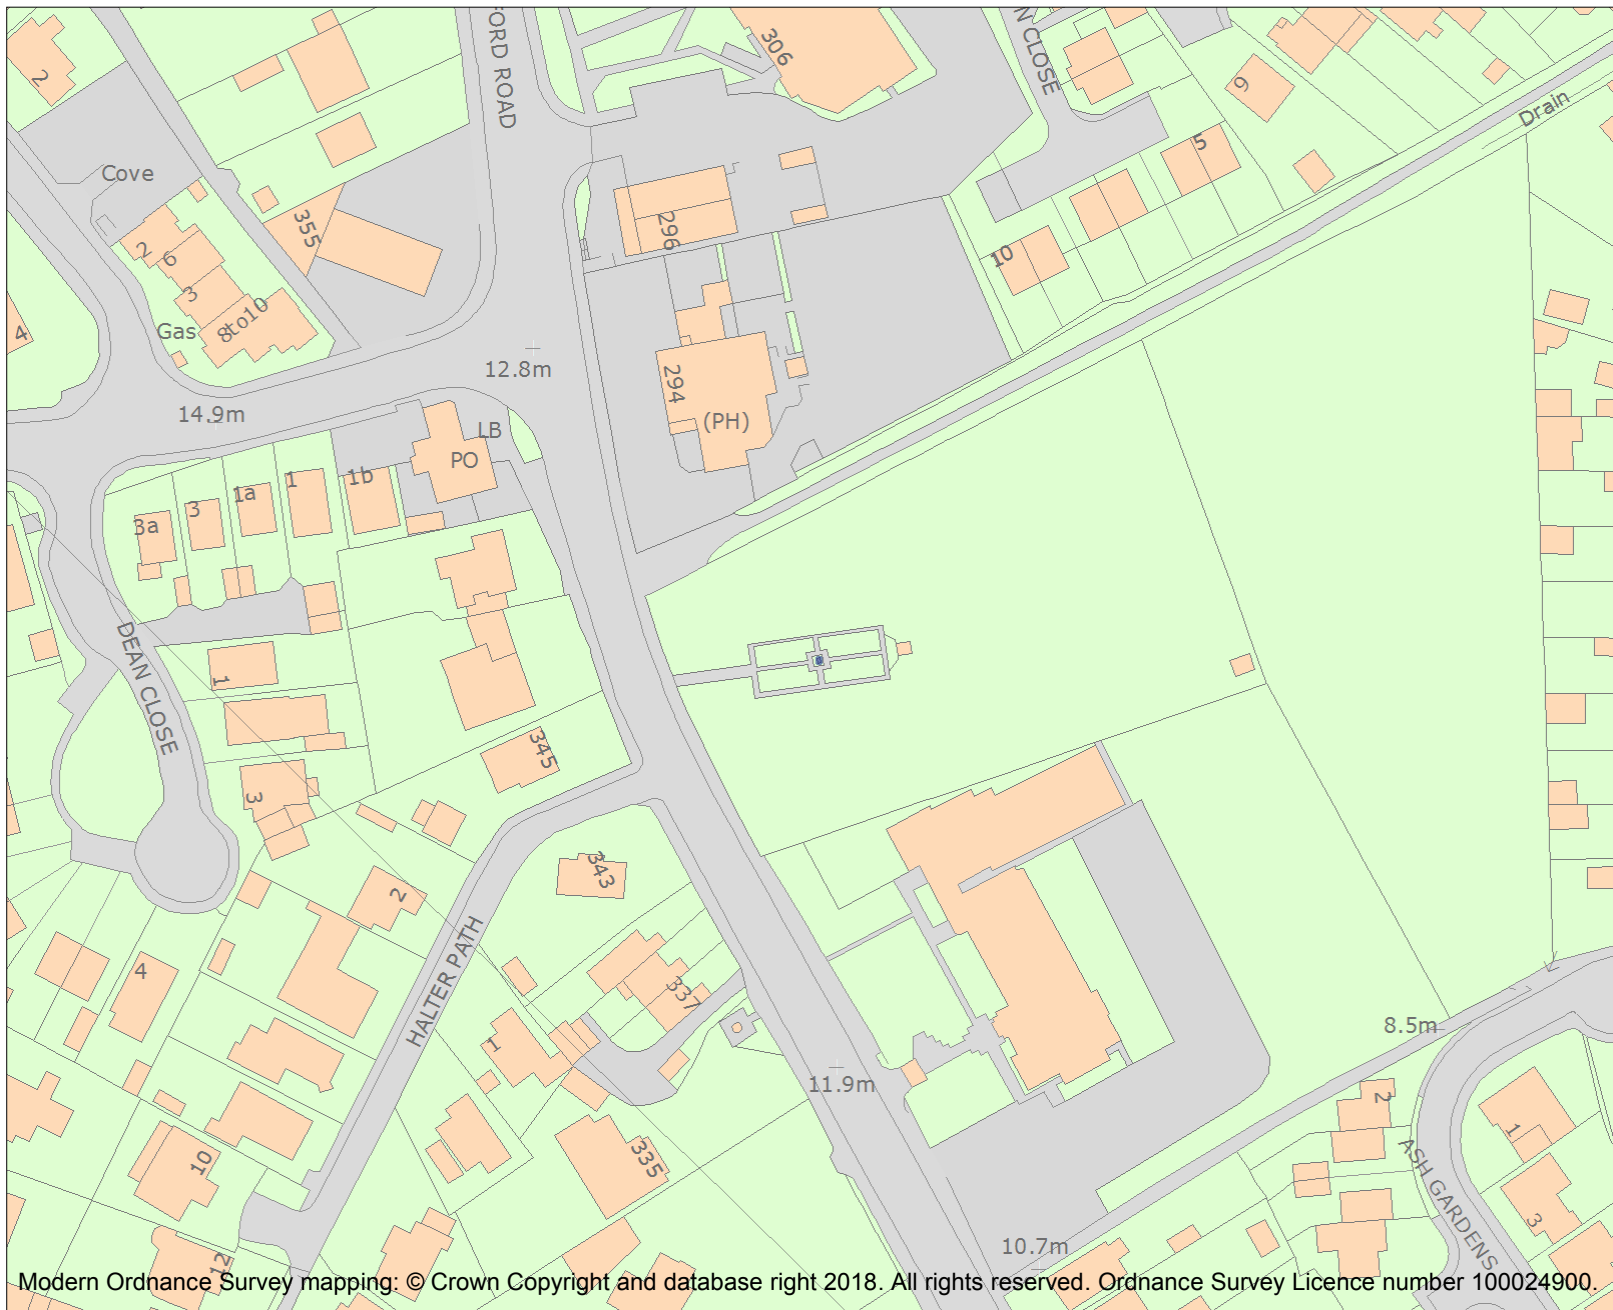 FORD ROAD
306
N CLOSE
2
9
Drain
Cove
5
355
296
2
6
10
3
8to10
4
Gas
12.8m
294
14.9m
(PH)
LB
PO
1b
1
1a
3
3a
DEAN CLOSE
1
345
3
343
2
HALTER PATH
4
337
1
8.5m
11.9m
2
1
ASH GARDENS
335
10
3
10.7m
12
Modern Ordnance Survey mapping: © Crown Copyright and database right 2018. All rights reserved. Ordnance Survey Licence number 100024900.